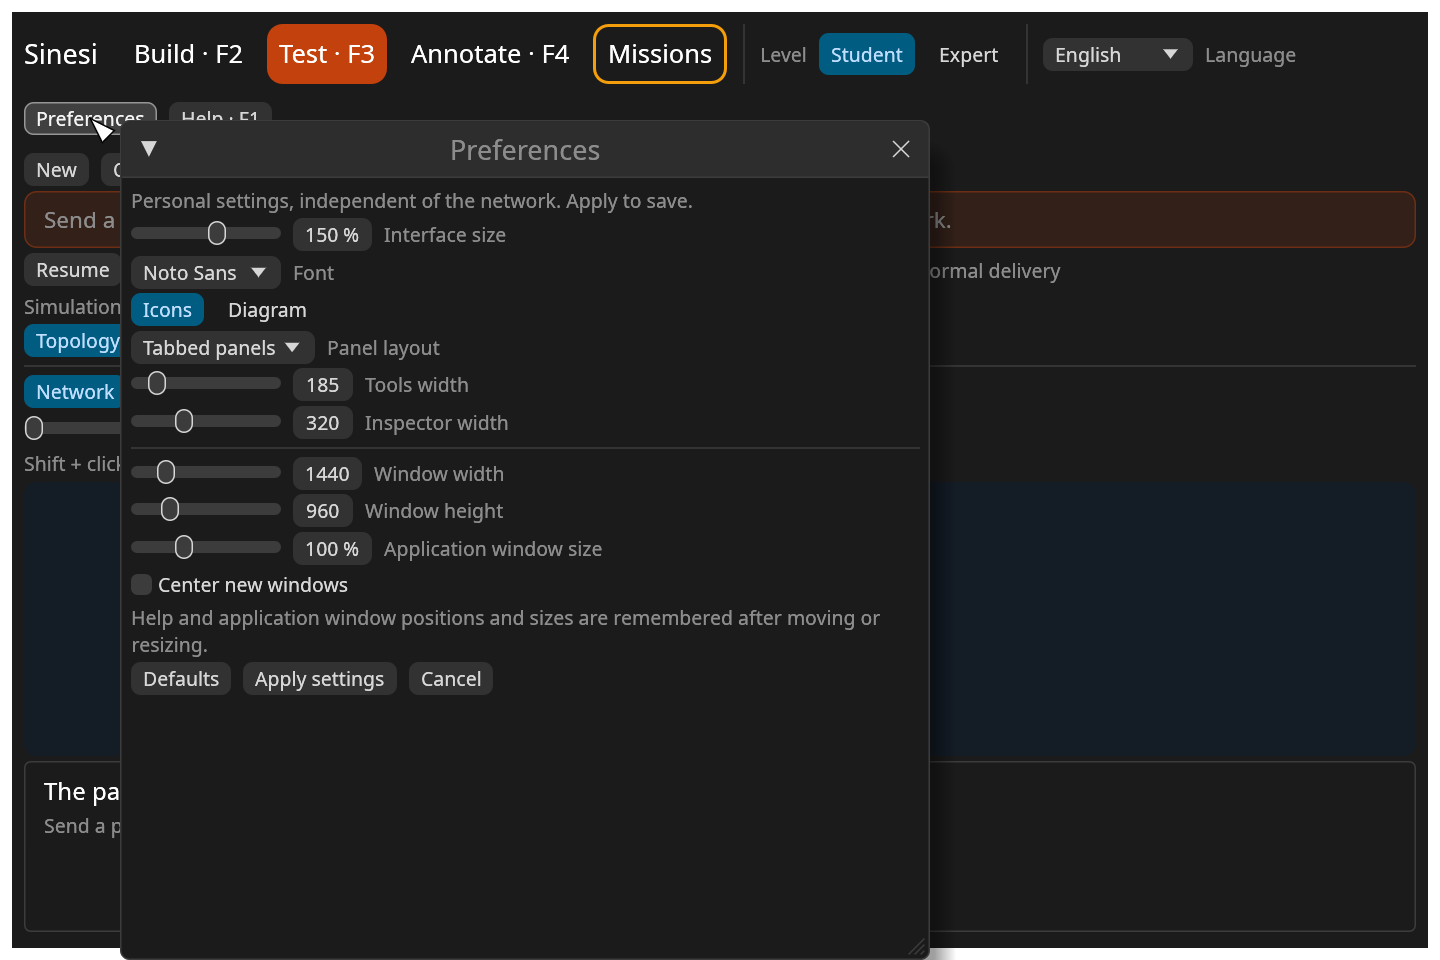 Sinesi Build · F2 Test · F3 Annotate · F4 Missions Level Student Expert English Language
Preferences Help · F1
Preferences
New
Personal settings, independent of the network. Apply to save.
Send a
150 % Interface size
Resume
Noto Sans Font
ormal delivery
Simulation
Icons Diagram
Topology
Tabbed panels Panel layout
185 Tools width
Network
320 Inspector width
Shift + click
1440 Window width
960 Window height
100 % Application window size
Center new windows
Help and application window positions and sizes are remembered after moving or
resizing.
Defaults Apply settings Cancel
The pa
Send a p